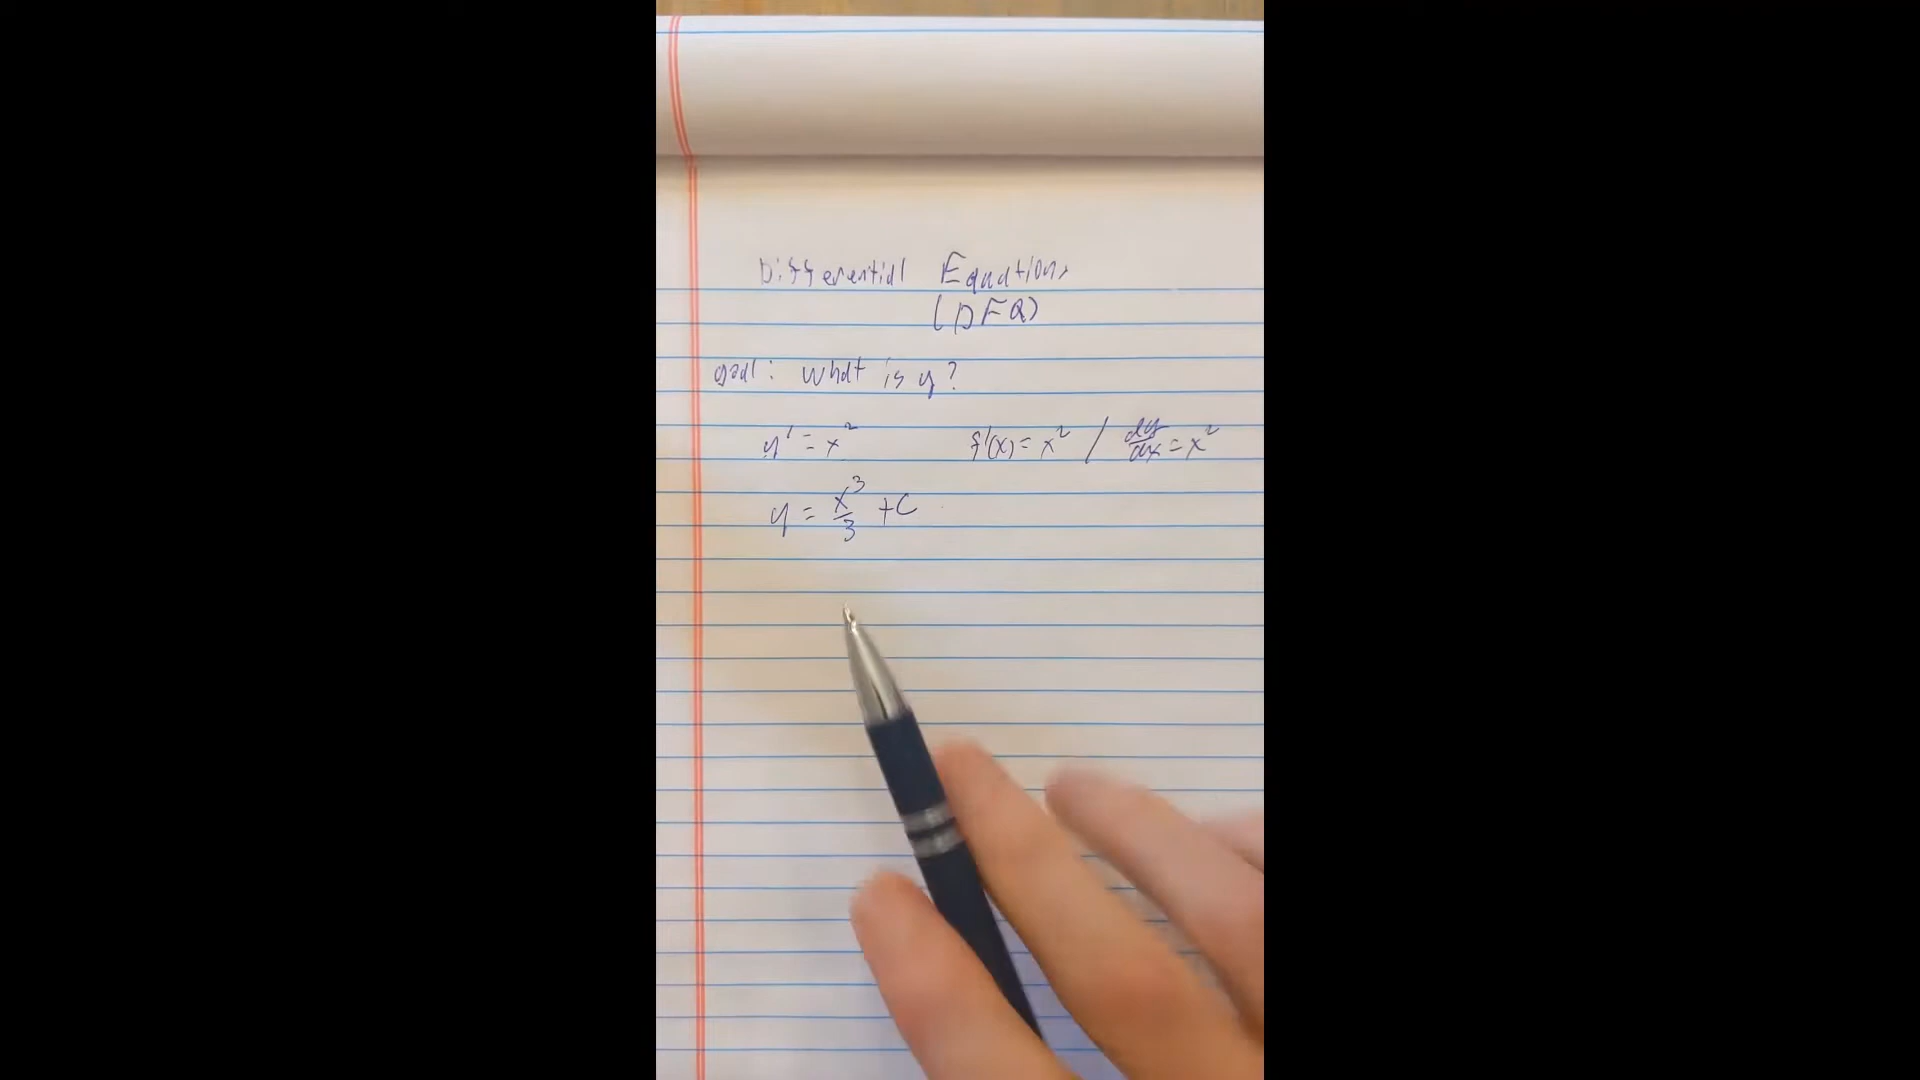 Differential Equations
(DFQ)
goal: What is y?
y' = x² f'(x) = x² / dy/dx = x²
y = x³/3 + C